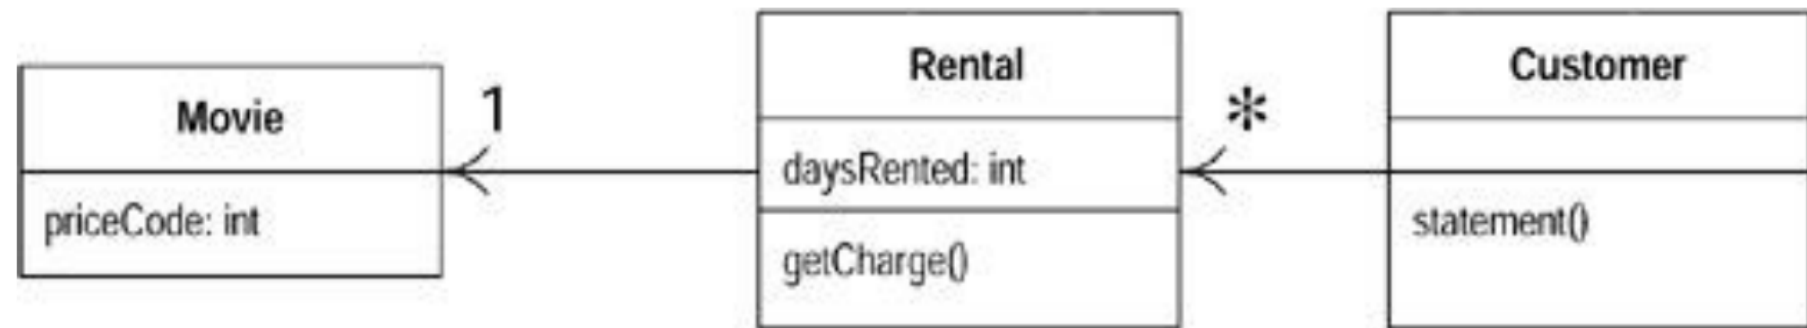 Movie
priceCode: int
1
Rental
daysRented: int
getCharge()
*
Customer
statement()